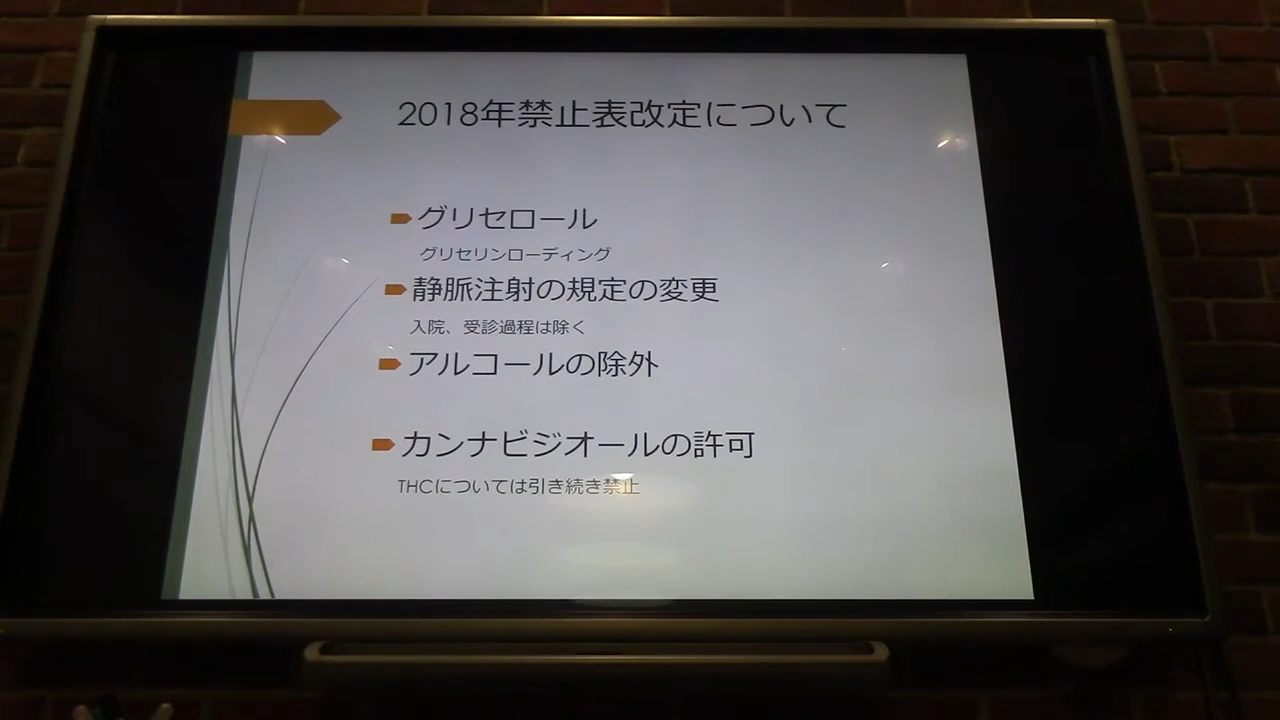 2018年禁止表改定について
グリセロール
グリセリンローディング
静脈注射の規定の変更
入院、受診過程は除く
アルコールの除外
カンナビジオールの許可
THCについては引き続き禁止